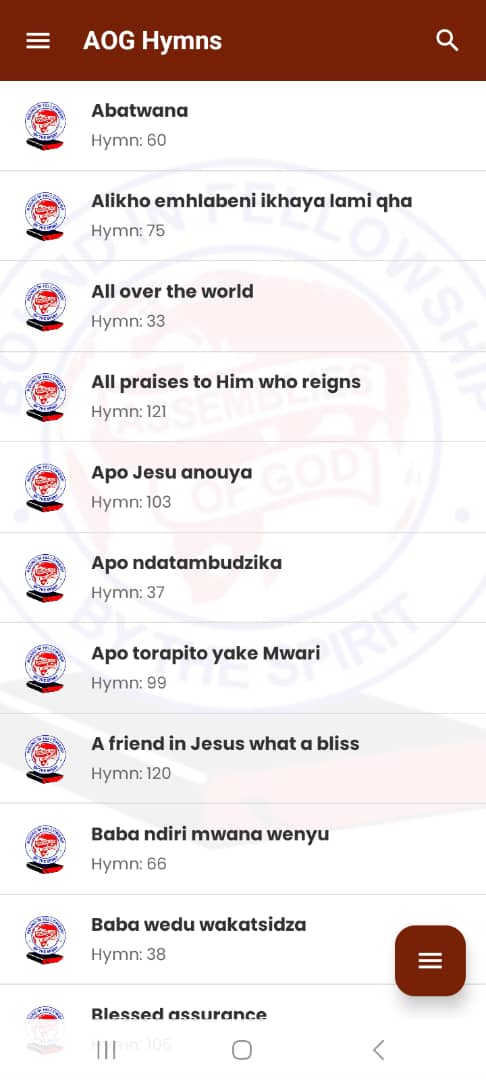 AOG Hymns
Abatwana
Hymn: 60
Alikho emhlabeni ikhaya lami qha
Hymn: 75
All over the world
Hymn: 33
All praises to Him who reigns
Hymn: 121
Apo Jesu anouya
Hymn: 103
Apo ndatambudzika
Hymn: 37
Apo torapito yake Mwari
Hymn: 99
A friend in Jesus what a bliss
Hymn: 120
Baba ndiri mwana wenyu
Hymn: 66
Baba wedu wakatsidza
Hymn: 38
Blessed assurance
Hymn: 105
BOUND IN FELLOWSHIP
ASSEMBLIES
OF GOD
BY THE SPIRIT